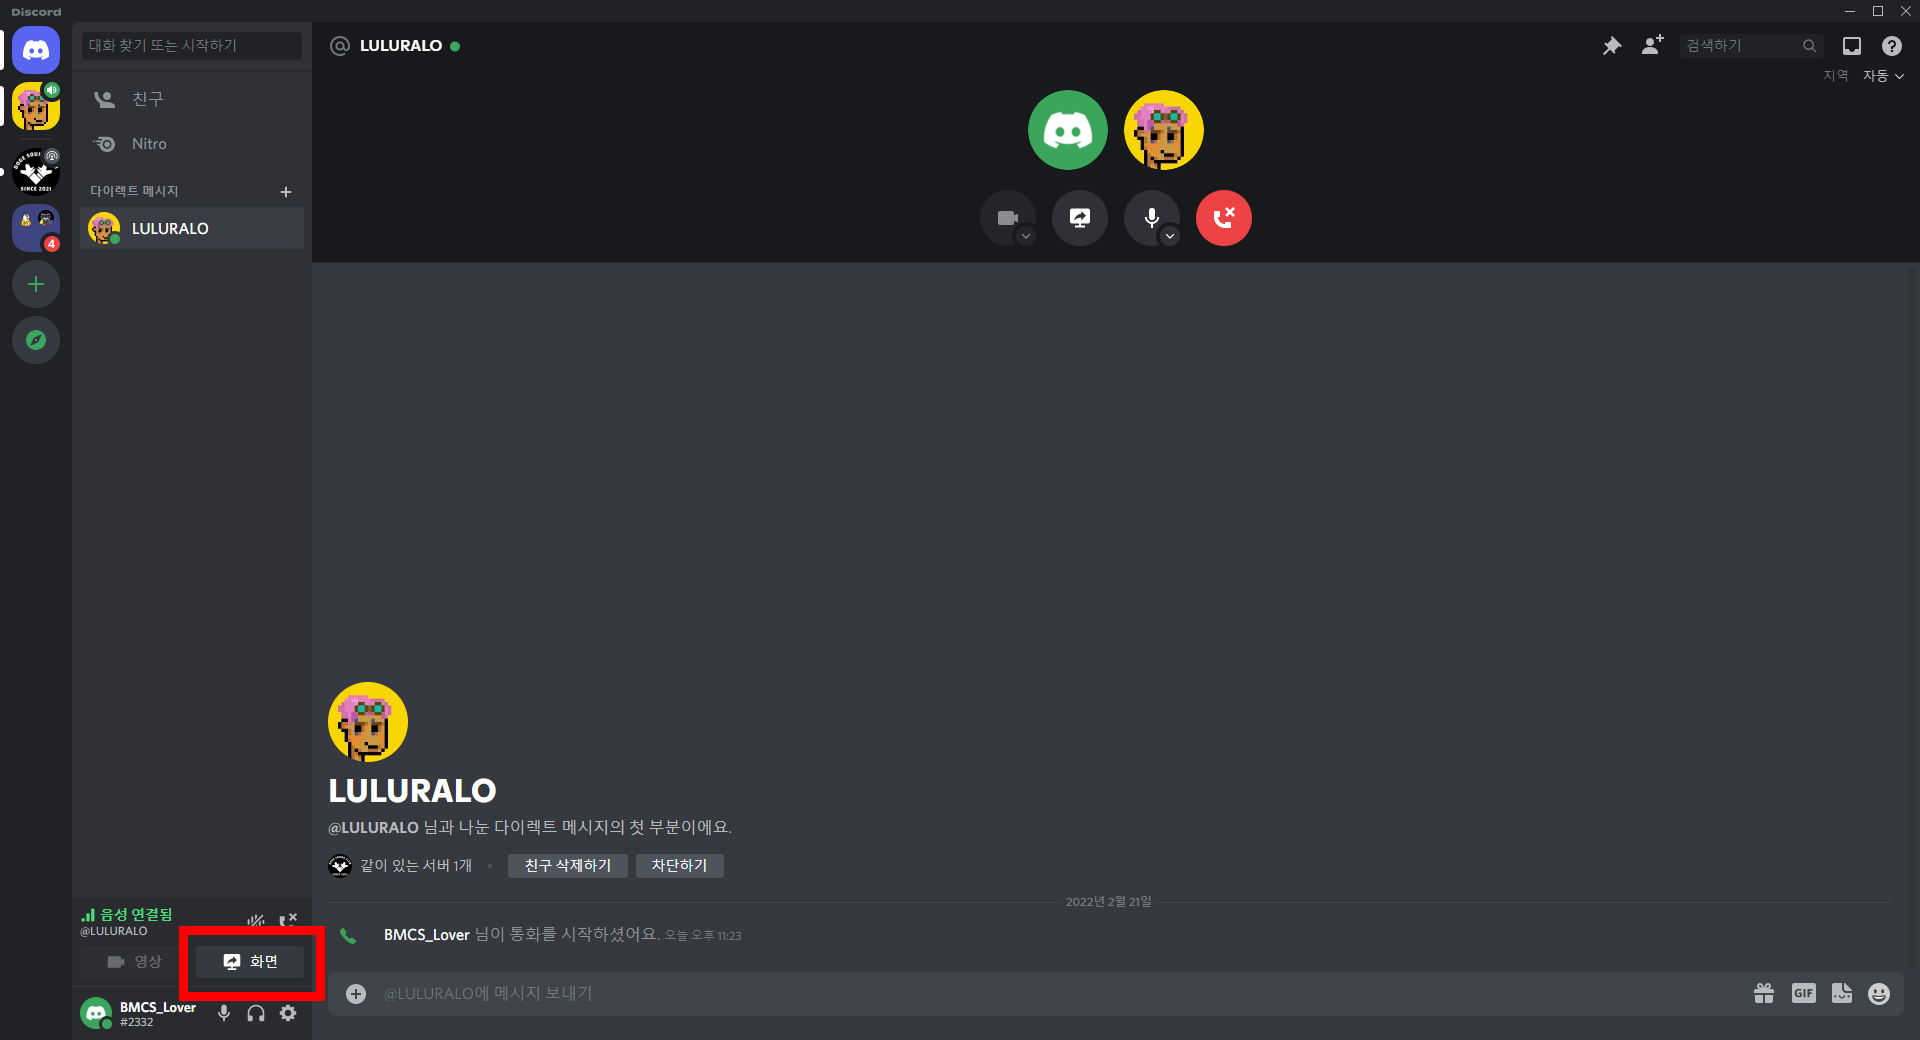 Discord
대화 찾기 또는 시작하기
친구
Nitro
다이렉트 메시지
LULURALO
SINCE 2021
4
음성 연결됨
@LULURALO
영상
화면
BMCS_Lover
#2332
LULURALO
검색하기
지역 자동
LULURALO
@LULURALO 님과 나눈 다이렉트 메시지의 첫 부분이에요.
같이 있는 서버 1개
친구 삭제하기
차단하기
2022년 2월 21일
BMCS_Lover 님이 통화를 시작하셨어요. 오늘 오후 11:23
@LULURALO에 메시지 보내기
GIF